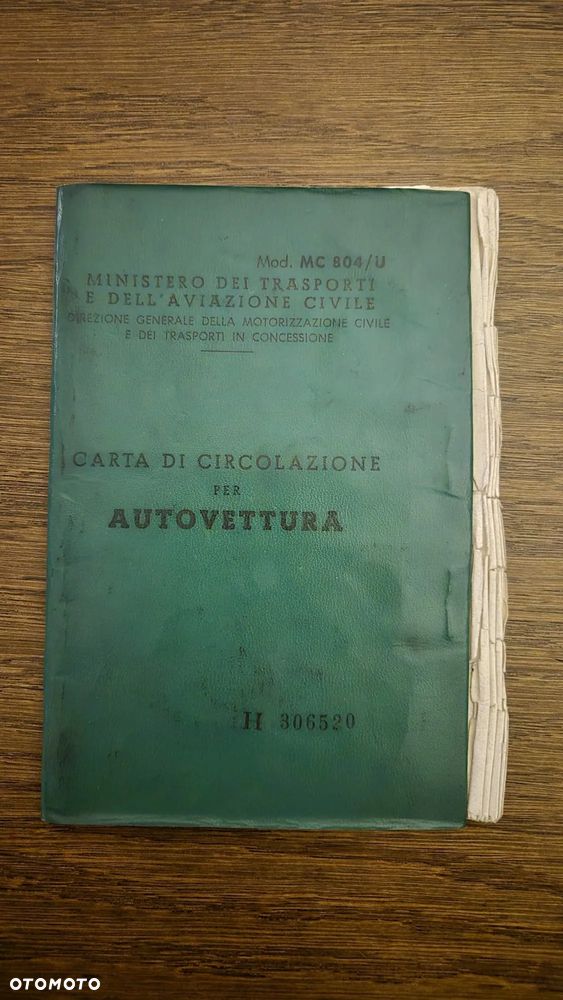 Mod. MC 804/U
MINISTERO DEI TRASPORTI
E DELL'AVIAZIONE CIVILE
DIREZIONE GENERALE DELLA MOTORIZZAZIONE CIVILE
E DEI TRASPORTI IN CONCESSIONE
CARTA DI CIRCOLAZIONE
PER
AUTOVETTURA
H 306520
OTOMOTO